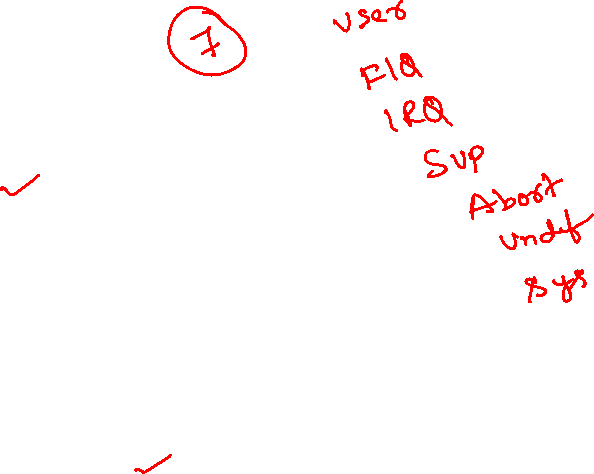 7
user
FIQ
IRQ
SVP
Abort
undf
sys